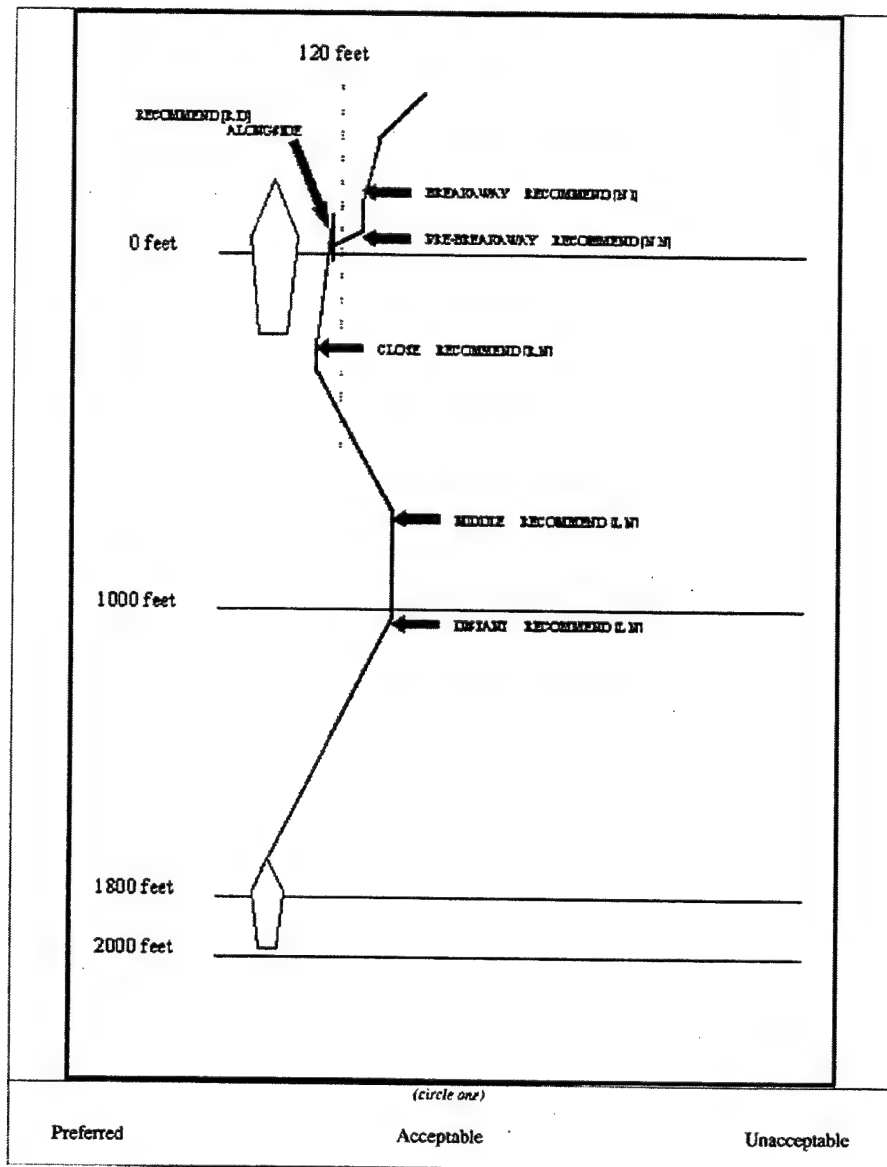 120 feet
RECOMMEND[R,D]
ALONGSIDE
BREAKAWAY RECOMMEND[N I]
0 feet
PRE-BREAKAWAY RECOMMEND[N N]
CLOSE RECOMMEND[R,N]
MIDDLE RECOMMEND[L N]
1000 feet
DISTANT RECOMMEND[L N]
1800 feet
2000 feet
(circle one)
Preferred Acceptable Unacceptable